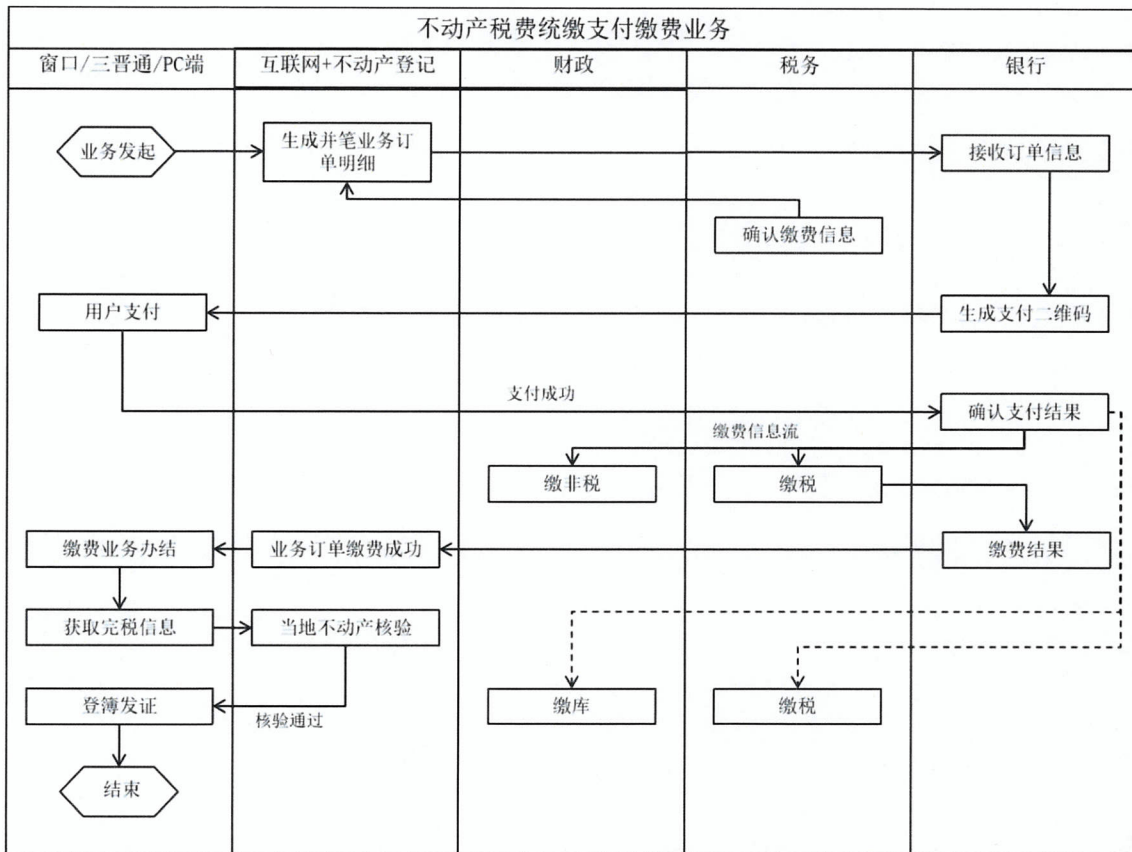 不动产税费统缴支付缴费业务
窗口/三晋通/PC端
互联网+不动产登记
财政
税务
银行
业务发起
生成并笔业务订
单明细
接收订单信息
确认缴费信息
用户支付
生成支付二维码
支付成功
确认支付结果
缴费信息流
缴非税
缴税
缴费业务办结
业务订单缴费成功
缴费结果
获取完税信息
当地不动产核验
登簿发证
核验通过
缴库
缴税
结束